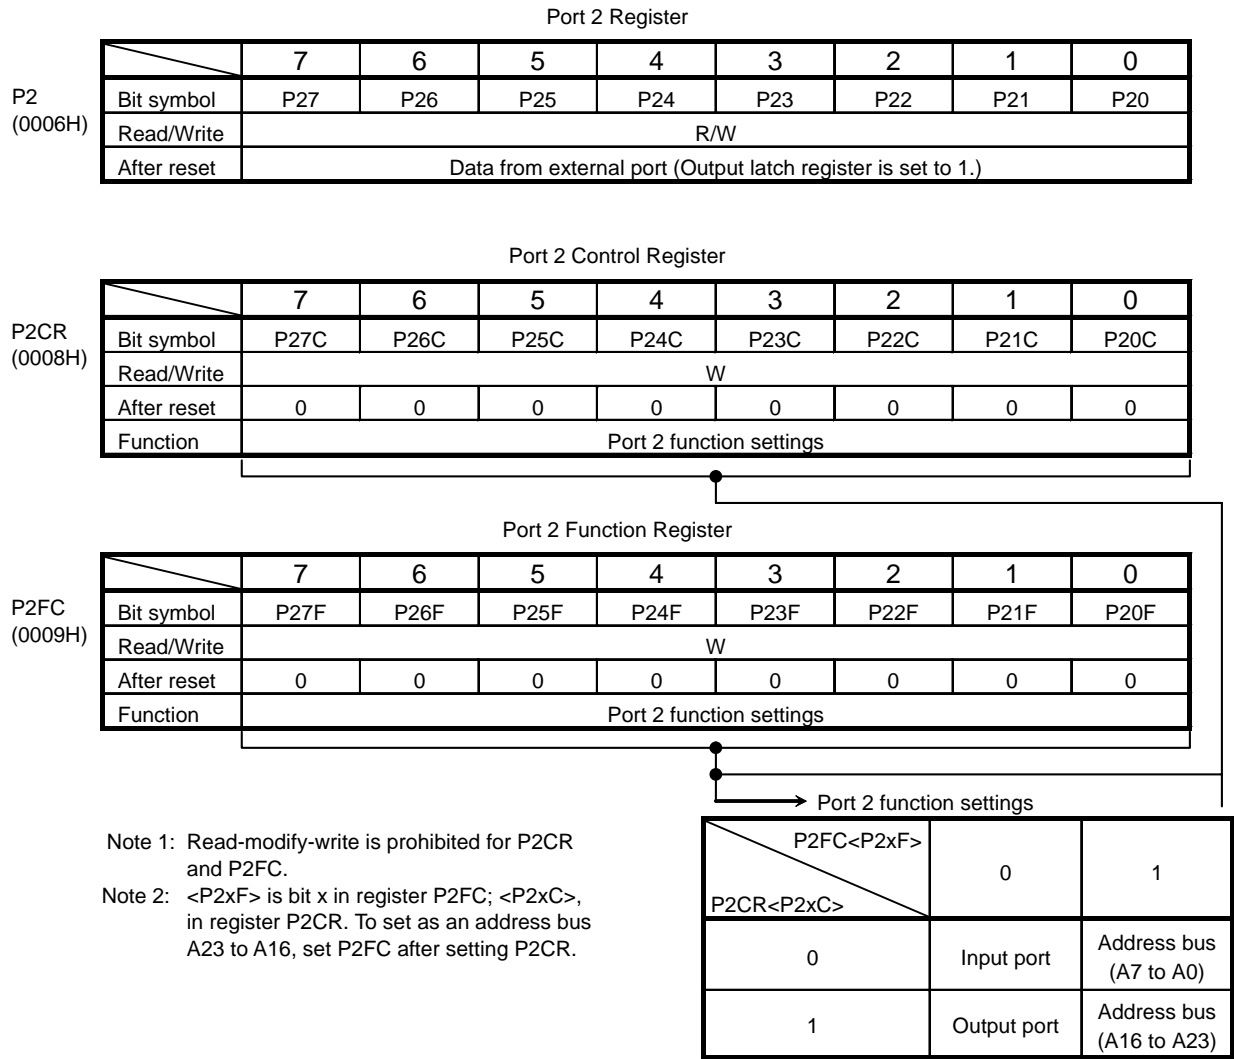 Port 2 Register
7 6 5 4 3 2 1 0
P2
(0006H)
Bit symbol P27 P26 P25 P24 P23 P22 P21 P20
Read/Write R/W
After reset Data from external port (Output latch register is set to 1.)
Port 2 Control Register
7 6 5 4 3 2 1 0
P2CR
(0008H)
Bit symbol P27C P26C P25C P24C P23C P22C P21C P20C
Read/Write W
After reset 0 0 0 0 0 0 0 0
Function Port 2 function settings
Port 2 Function Register
7 6 5 4 3 2 1 0
P2FC
(0009H)
Bit symbol P27F P26F P25F P24F P23F P22F P21F P20F
Read/Write W
After reset 0 0 0 0 0 0 0 0
Function Port 2 function settings
Note 1: Read-modify-write is prohibited for P2CR
and P2FC.
Note 2: <P2xF> is bit x in register P2FC; <P2xC>,
in register P2CR. To set as an address bus
A23 to A16, set P2FC after setting P2CR.
Port 2 function settings
P2FC<P2xF>
P2CR<P2xC>
0 1
0 Input port Address bus
(A7 to A0)
1 Output port Address bus
(A16 to A23)